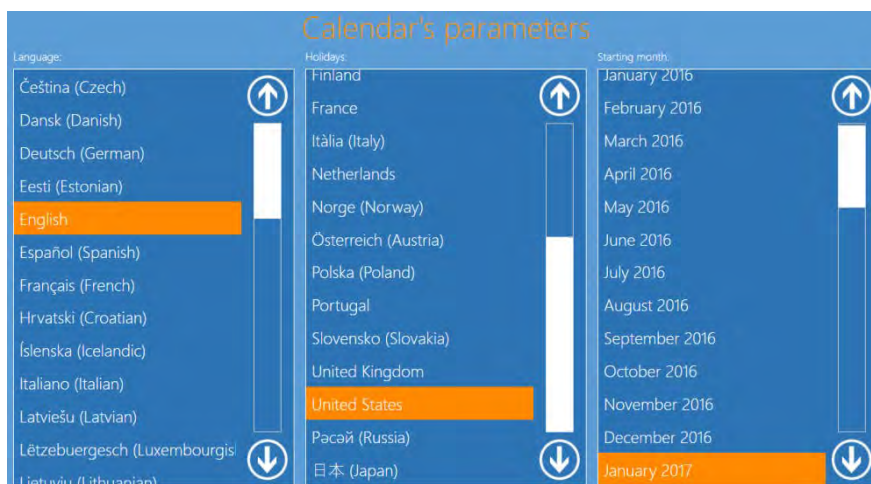 Calendar's parameters
Language:
Čeština (Czech)
Dansk (Danish)
Deutsch (German)
Eesti (Estonian)
English
Español (Spanish)
Français (French)
Hrvatski (Croatian)
Íslenska (Icelandic)
Italiano (Italian)
Latviešu (Latvian)
Lëtzebuergesch (Luxembourgis
Lietuvių (Lithuanian)
Holidays:
Finland
France
Itàlia (Italy)
Netherlands
Norge (Norway)
Österreich (Austria)
Polska (Poland)
Portugal
Slovensko (Slovakia)
United Kingdom
United States
Расай (Russia)
日本 (Japan)
Starting month:
January 2016
February 2016
March 2016
April 2016
May 2016
June 2016
July 2016
August 2016
September 2016
October 2016
November 2016
December 2016
January 2017